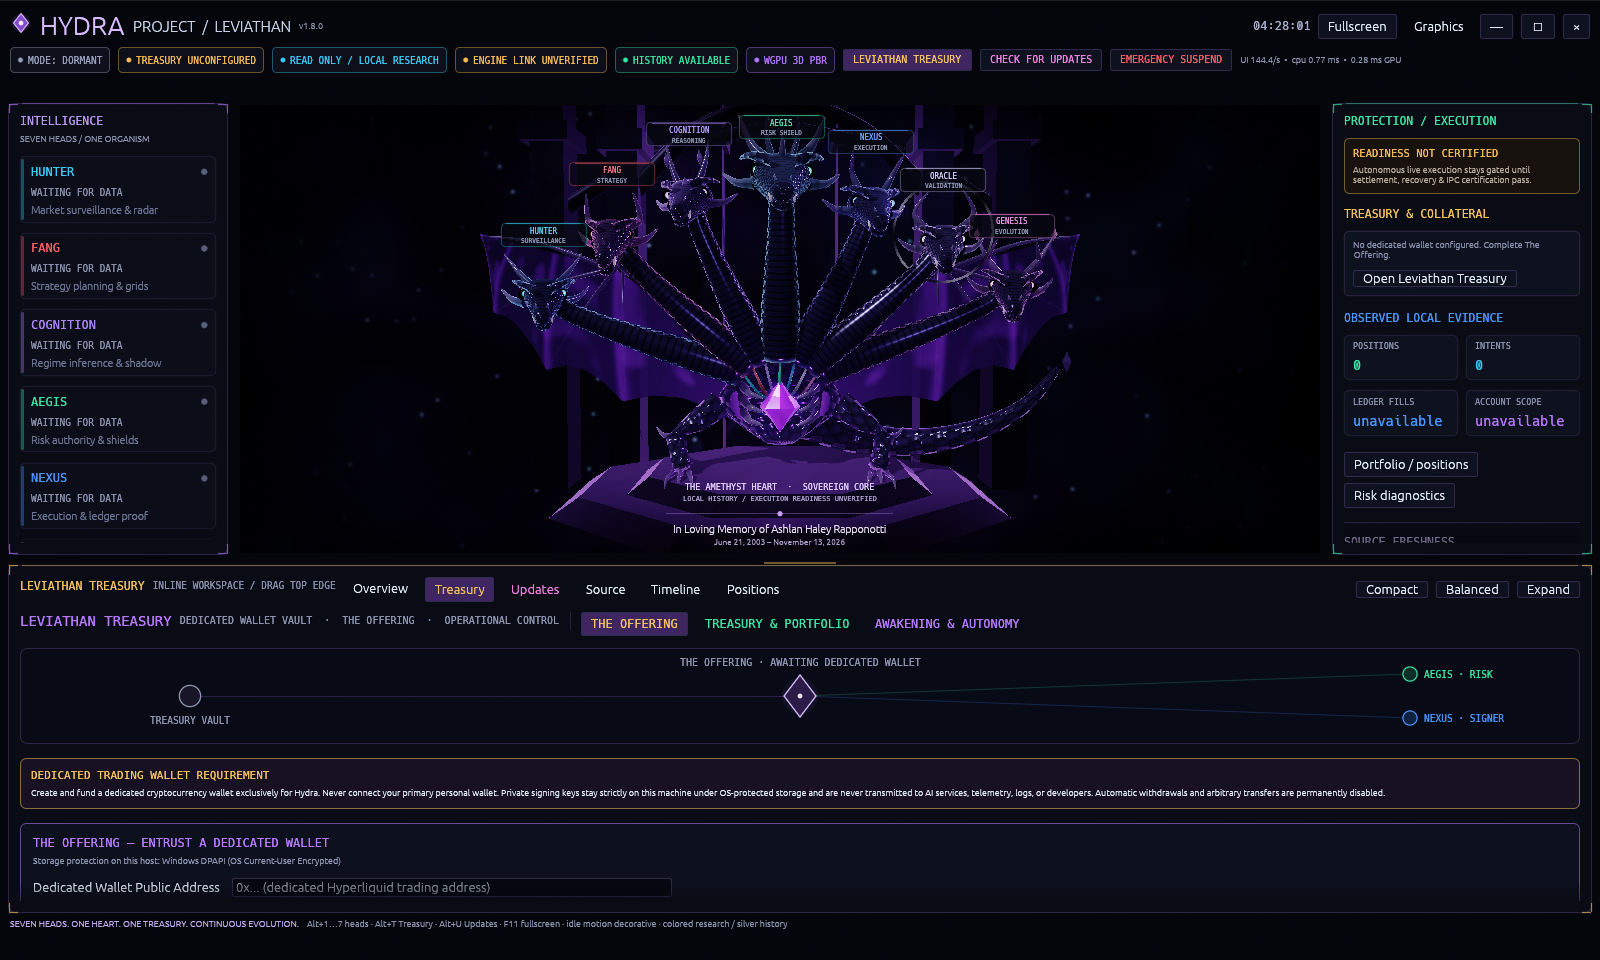 HYDRA PROJECT / LEVIATHAN v1.8.0
04:28:01 Fullscreen Graphics — □ ×
MODE: DORMANT
TREASURY UNCONFIGURED
READ ONLY / LOCAL RESEARCH
ENGINE LINK UNVERIFIED
HISTORY AVAILABLE
WGPU 3D PBR
LEVIATHAN TREASURY
CHECK FOR UPDATES
EMERGENCY SUSPEND
UI 144.4/s • cpu 0.77 ms • 0.28 ms GPU
INTELLIGENCE
SEVEN HEADS / ONE ORGANISM
HUNTER
WAITING FOR DATA
Market surveillance & radar
FANG
WAITING FOR DATA
Strategy planning & grids
COGNITION
WAITING FOR DATA
Regime inference & shadow
AEGIS
WAITING FOR DATA
Risk authority & shields
NEXUS
WAITING FOR DATA
Execution & ledger proof
HUNTER
SURVEILLANCE
FANG
STRATEGY
COGNITION
REASONING
AEGIS
RISK SHIELD
NEXUS
EXECUTION
ORACLE
VALIDATION
GENESIS
EVOLUTION
THE AMETHYST HEART · SOVEREIGN CORE
LOCAL HISTORY / EXECUTION READINESS UNVERIFIED
In Loving Memory of Ashlan Haley Rapponotti
June 21, 2003 – November 13, 2026
PROTECTION / EXECUTION
READINESS NOT CERTIFIED
Autonomous live execution stays gated until
settlement, recovery & IPC certification pass.
TREASURY & COLLATERAL
No dedicated wallet configured. Complete The
Offering.
Open Leviathan Treasury
OBSERVED LOCAL EVIDENCE
POSITIONS
0
INTENTS
0
LEDGER FILLS
unavailable
ACCOUNT SCOPE
unavailable
Portfolio / positions
Risk diagnostics
SOURCE FRESHNESS
LEVIATHAN TREASURY INLINE WORKSPACE / DRAG TOP EDGE Overview Treasury Updates Source Timeline Positions
Compact Balanced Expand
LEVIATHAN TREASURY DEDICATED WALLET VAULT · THE OFFERING · OPERATIONAL CONTROL THE OFFERING TREASURY & PORTFOLIO AWAKENING & AUTONOMY
THE OFFERING · AWAITING DEDICATED WALLET
TREASURY VAULT
AEGIS · RISK
NEXUS · SIGNER
DEDICATED TRADING WALLET REQUIREMENT
Create and fund a dedicated cryptocurrency wallet exclusively for Hydra. Never connect your primary personal wallet. Private signing keys stay strictly on this machine under OS-protected storage and are never transmitted to AI services, telemetry, logs, or developers. Automatic withdrawals and arbitrary transfers are permanently disabled.
THE OFFERING — ENTRUST A DEDICATED WALLET
Storage protection on this host: Windows DPAPI (OS Current-User Encrypted)
Dedicated Wallet Public Address 0x... (dedicated Hyperliquid trading address)
SEVEN HEADS. ONE HEART. ONE TREASURY. CONTINUOUS EVOLUTION. Alt+1...7 heads · Alt+T Treasury · Alt+U Updates · F11 fullscreen · idle motion decorative · colored research / silver history